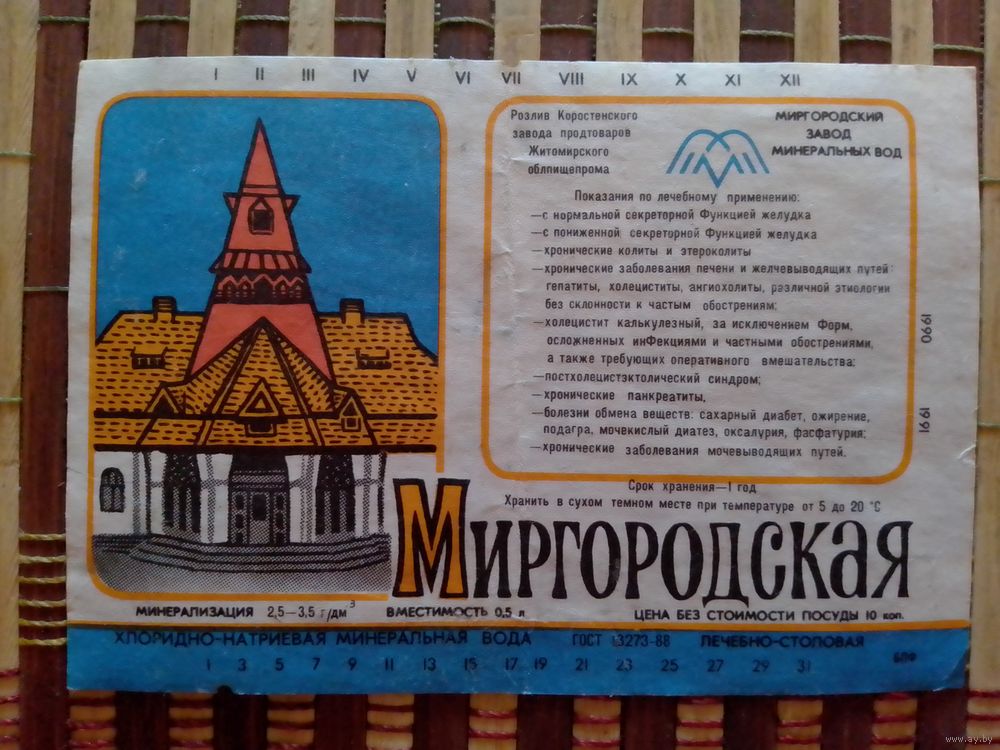 I II III IV V VI VII VIII IX X XI XII
Розлив Коростенского
завода продтоваров
Житомирского
облпищепрома
МИРГОРОДСКИЙ
ЗАВОД
МИНЕРАЛЬНЫХ ВОД
Показания по лечебному применению:
—с нормальной секреторной Функцией желудка
—с пониженной секреторной Функцией желудка
—хронические колиты и этероколиты
—хронические заболевания печени и желчевыводящих путей:
гепатиты, холециститы, ангиохолиты, различной этиологии
без склонности к частым обострениям;
—холецистит калькулезный, за исключением Форм,
осложненных инФекциями и частными обострениями,
а также требующих оперативного вмешательства;
—постхолецистэктолический синдром;
—хронические панкреатиты,
—болезни обмена веществ: сахарный диабет, ожирение,
подагра, мочекислый диатез, оксалурия, фасфатурия;
—хронические заболевания мочевыводящих путей.
1990
1991
Срок хранения—1 год
Хранить в сухом темном месте при температуре от 5 до 20 °С
Миргородская
МИНЕРАЛИЗАЦИЯ 2,5—3,5 г/дм³ ВМЕСТИМОСТЬ 0,5 л ЦЕНА БЕЗ СТОИМОСТИ ПОСУДЫ 10 коп.
ХЛОРИДНО-НАТРИЕВАЯ МИНЕРАЛЬНАЯ ВОДА ГОСТ 13273-88 ЛЕЧЕБНО-СТОЛОВАЯ
1 3 5 7 9 11 13 15 17 19 21 23 25 27 29 31
БПФ
www.ay.by